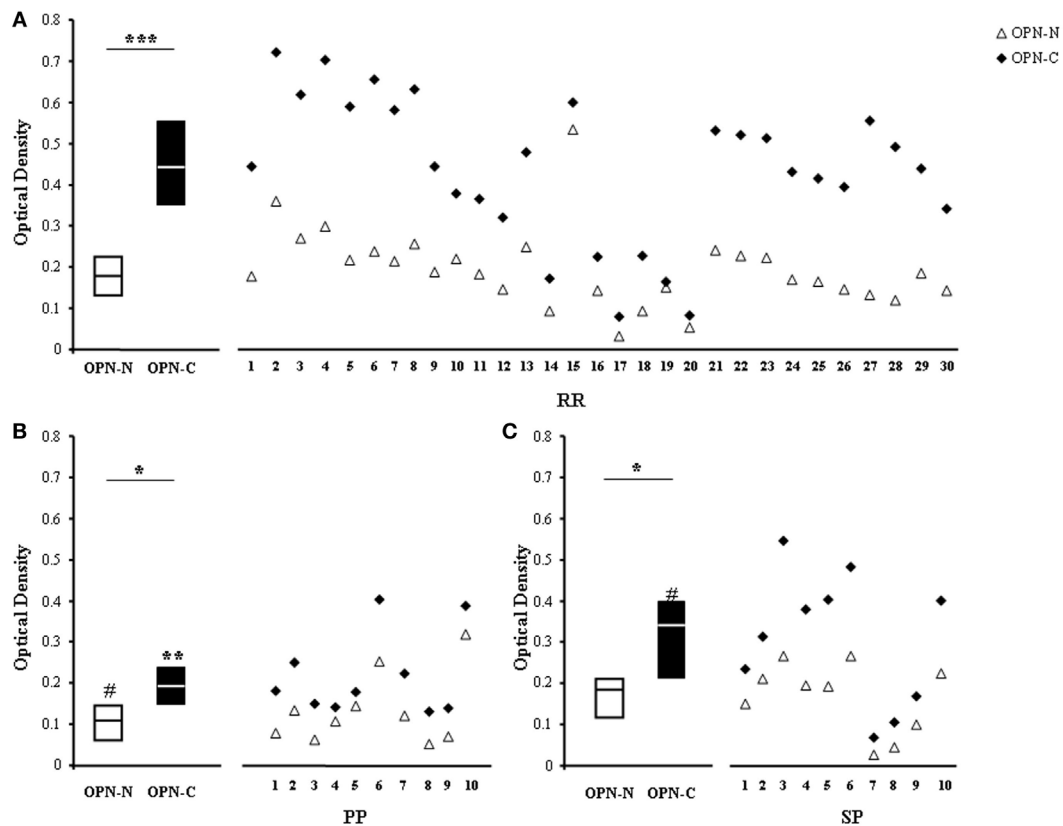 A
0.8
0.7
0.6
0.5
0.4
0.3
0.2
0.1
0
Optical Density
***
OPN-N OPN-C
△ OPN-N
◆ OPN-C
1 2 3 4 5 6 7 8 9 10 11 12 13 14 15 16 17 18 19 20 21 22 23 24 25 26 27 28 29 30
RR
B
0.8
0.7
0.6
0.5
0.4
0.3
0.2
0.1
0
Optical Density
*
#
**
OPN-N OPN-C
1 2 3 4 5 6 7 8 9 10
PP
C
0.8
0.7
0.6
0.5
0.4
0.3
0.2
0.1
0
Optical Density
*
#
OPN-N OPN-C
1 2 3 4 5 6 7 8 9 10
SP